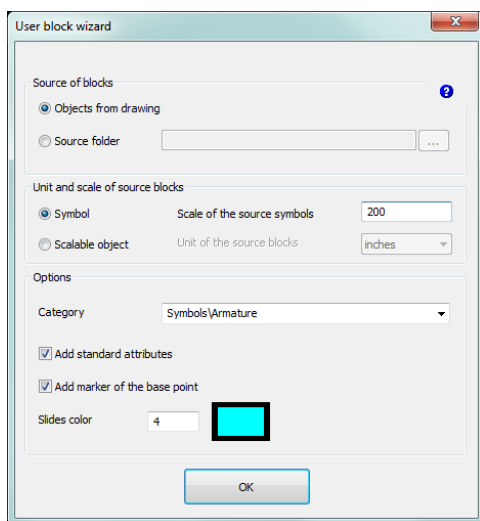 User block wizard
Source of blocks
?
Objects from drawing
Source folder
...
Unit and scale of source blocks
Symbol Scale of the source symbols 200
Scalable object Unit of the source blocks inches
Options
Category Symbols\Armature
Add standard attributes
Add marker of the base point
Slides color 4
OK